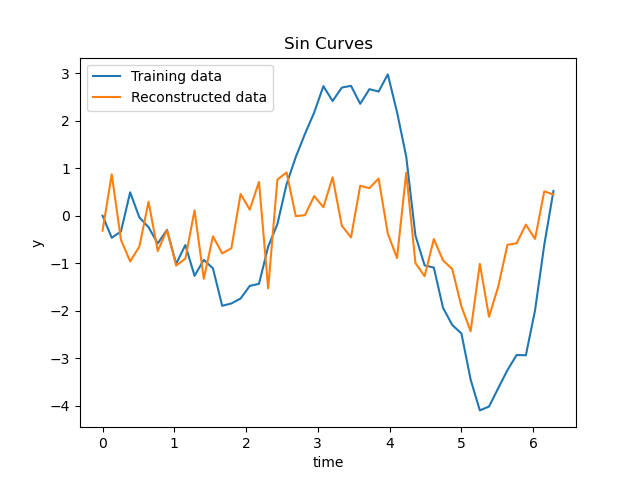 Sin Curves
Training data
Reconstructed data
3
2
1
0
−1
−2
−3
−4
y
0 1 2 3 4 5 6
time